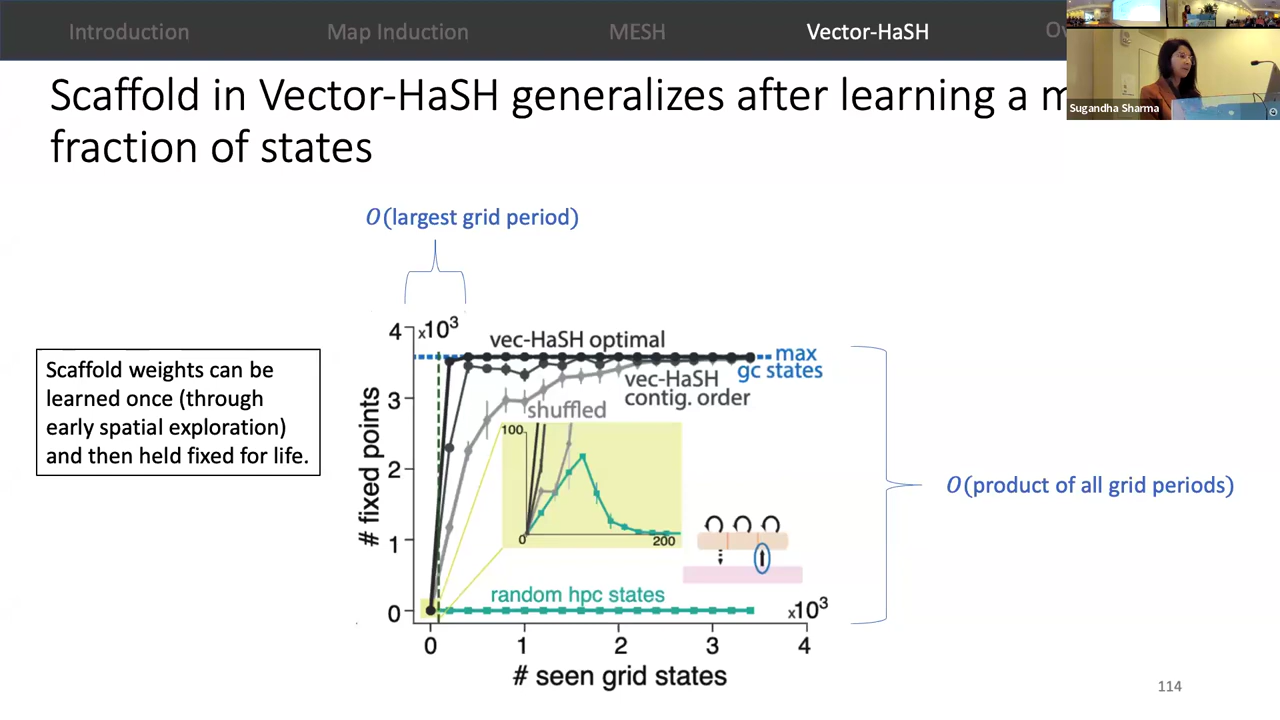 Introduction
Map Induction
MESH
Vector-HaSH
Sugandha Sharma
Scaffold in Vector-HaSH generalizes after learning a
fraction of states
O(largest grid period)
Scaffold weights can be
learned once (through
early spatial exploration)
and then held fixed for life.
4 x10³
3
2
1
0
# fixed points
vec-HaSH optimal
max
gc states
vec-HaSH
contig. order
shuffled
100
0
200
random hpc states
x10³
0 1 2 3 4
# seen grid states
O(product of all grid periods)
114